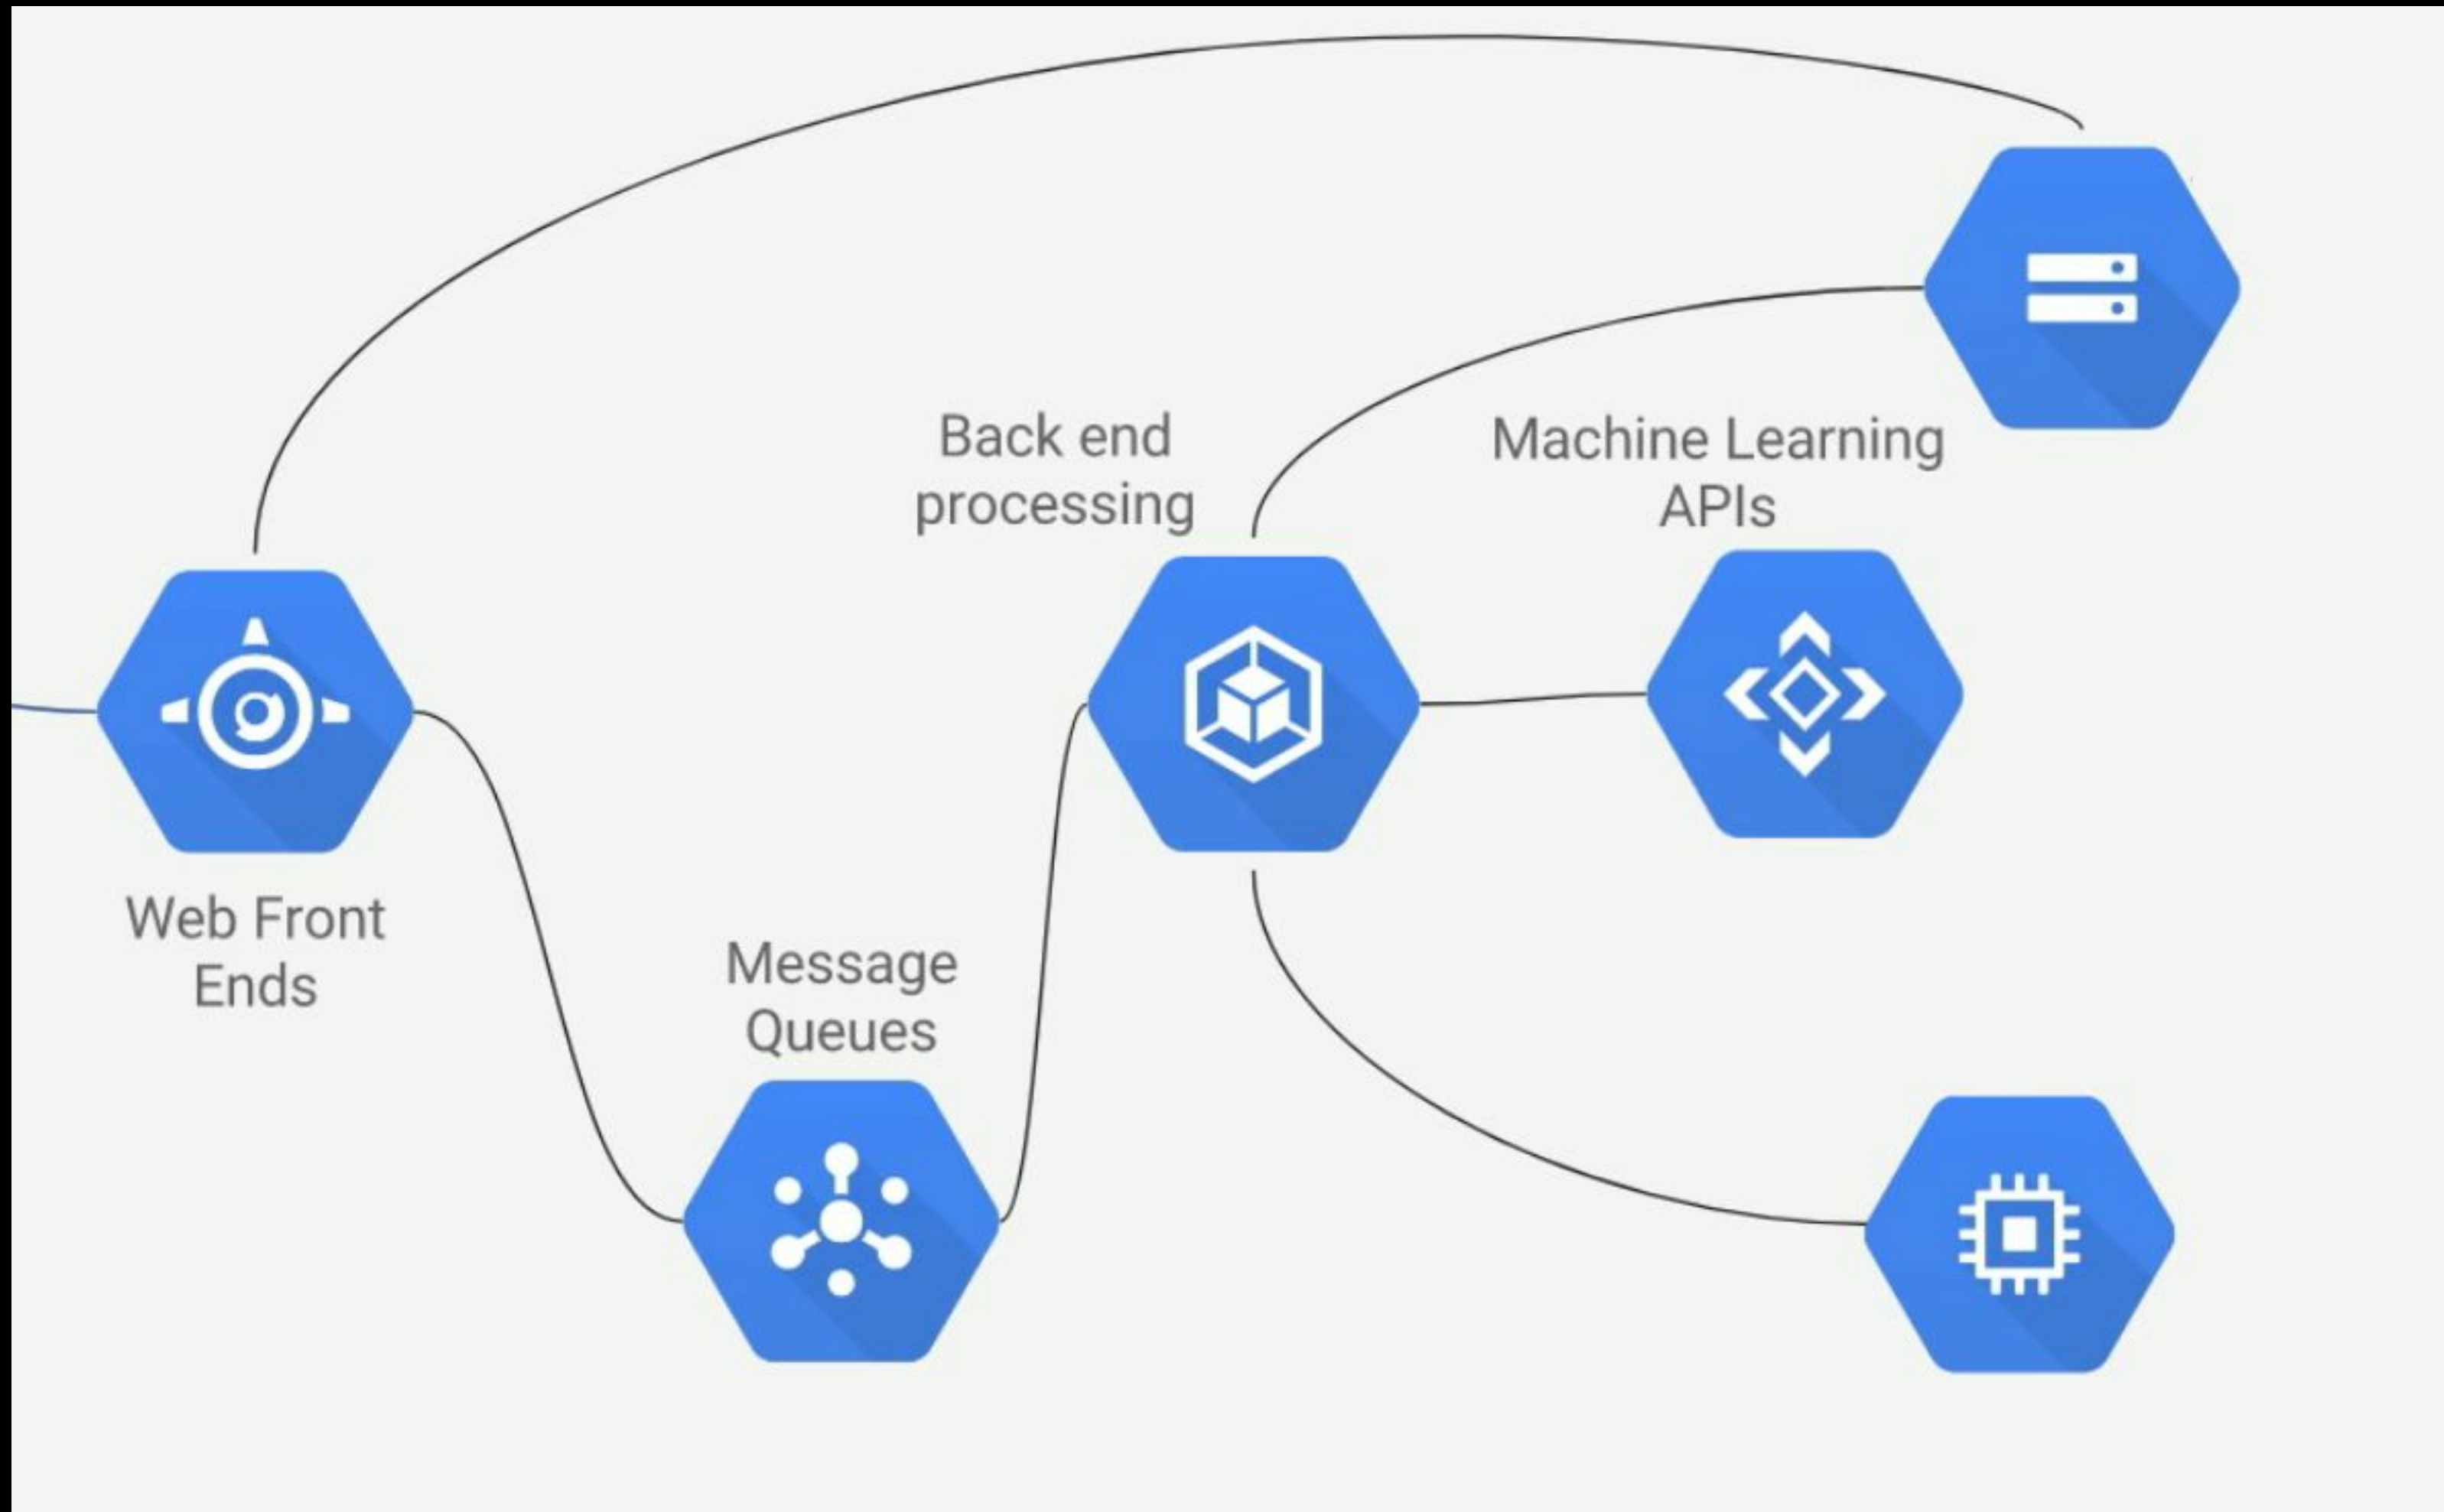 Back end
processing
Machine Learning
APIs
Web Front
Ends
Message
Queues